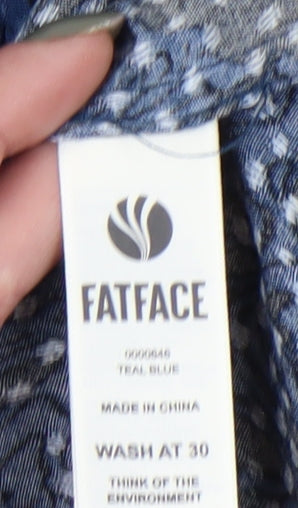 FATFACE
0000646
TEAL BLUE
MADE IN CHINA
WASH AT 30
THINK OF THE
ENVIRONMENT